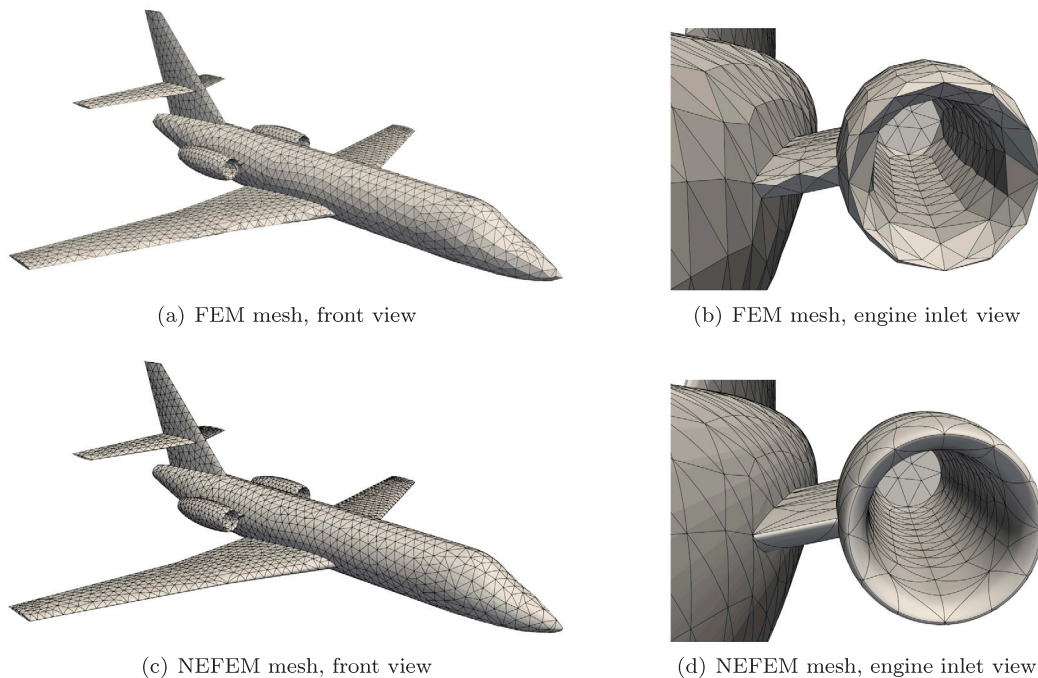 (a) FEM mesh, front view
(b) FEM mesh, engine inlet view
(c) NEFEM mesh, front view
(d) NEFEM mesh, engine inlet view